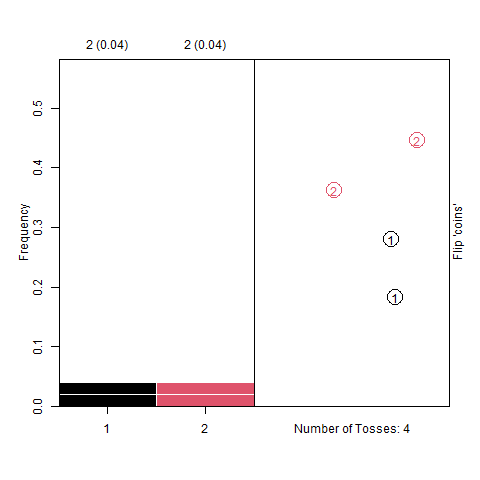 2 (0.04) 2 (0.04)
Frequency
0.5
0.4
0.3
0.2
0.1
0.0
1 2
2
2
1
1
Flip 'coins'
Number of Tosses: 4